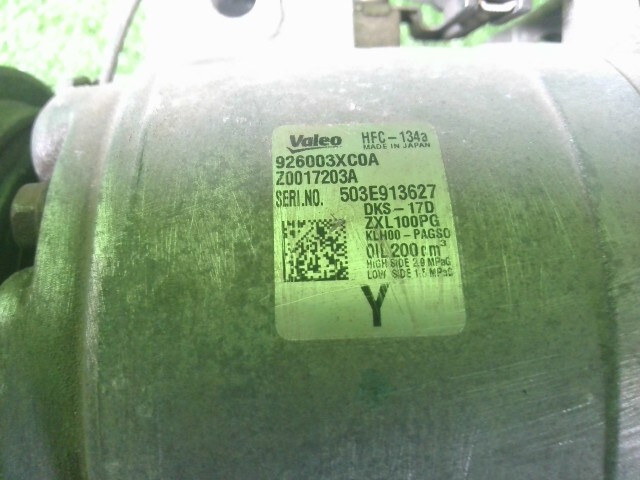 Valeo HFC-134a
MADE IN JAPAN
926003XC0A
Z0017203A
SERI.NO. 503E913627
DKS-17D
ZXL100PG
KLH00-PAGSO
OIL 200cm³
HIGH SIDE 2.9 MPaG
LOW SIDE 1.5 MPaG
Y